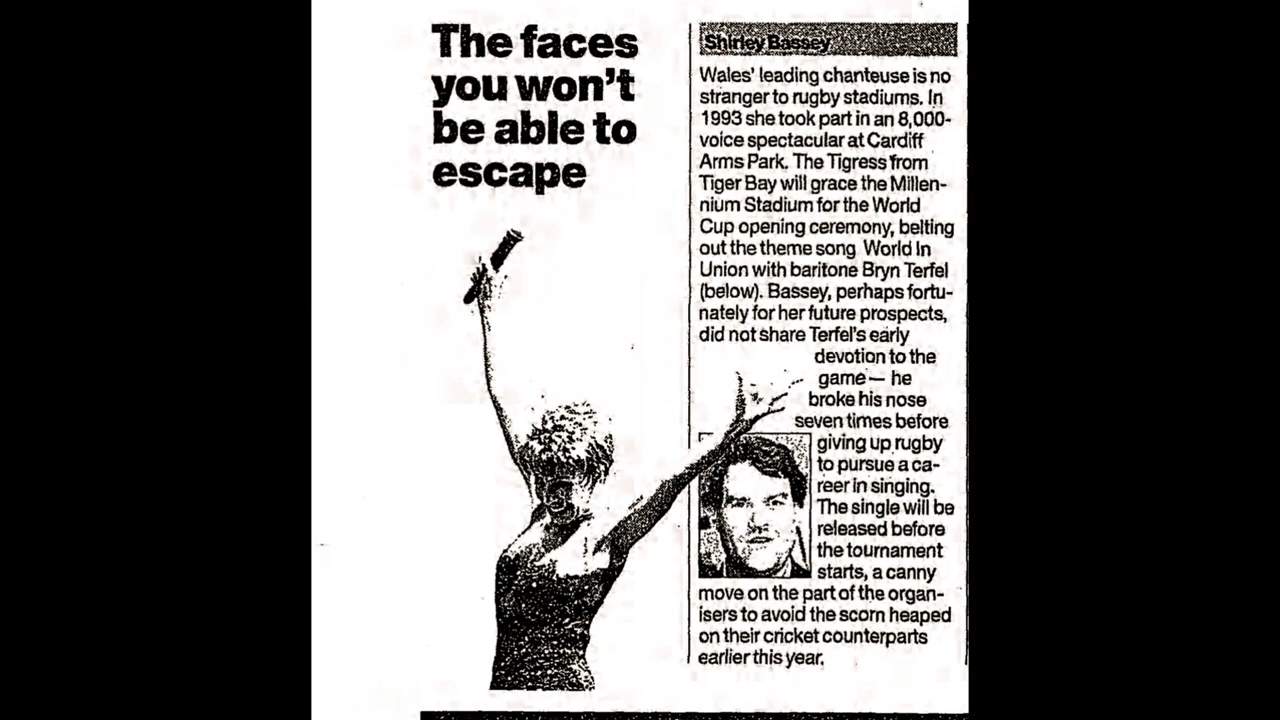 The faces
you won't
be able to
escape
Shirley Bassey
Wales' leading chanteuse is no
stranger to rugby stadiums. In
1993 she took part in an 8,000-
voice spectacular at Cardiff
Arms Park. The Tigress from
Tiger Bay will grace the Millen-
nium Stadium for the World
Cup opening ceremony, belting
out the theme song World In
Union with baritone Bryn Terfel
(below). Bassey, perhaps fortu-
nately for her future prospects,
did not share Terfel's early
devotion to the
game — he
broke his nose
seven times before
giving up rugby
to pursue a ca-
reer in singing.
The single will be
released before
the tournament
starts, a canny
move on the part of the organ-
isers to avoid the scorn heaped
on their cricket counterparts
earlier this year.